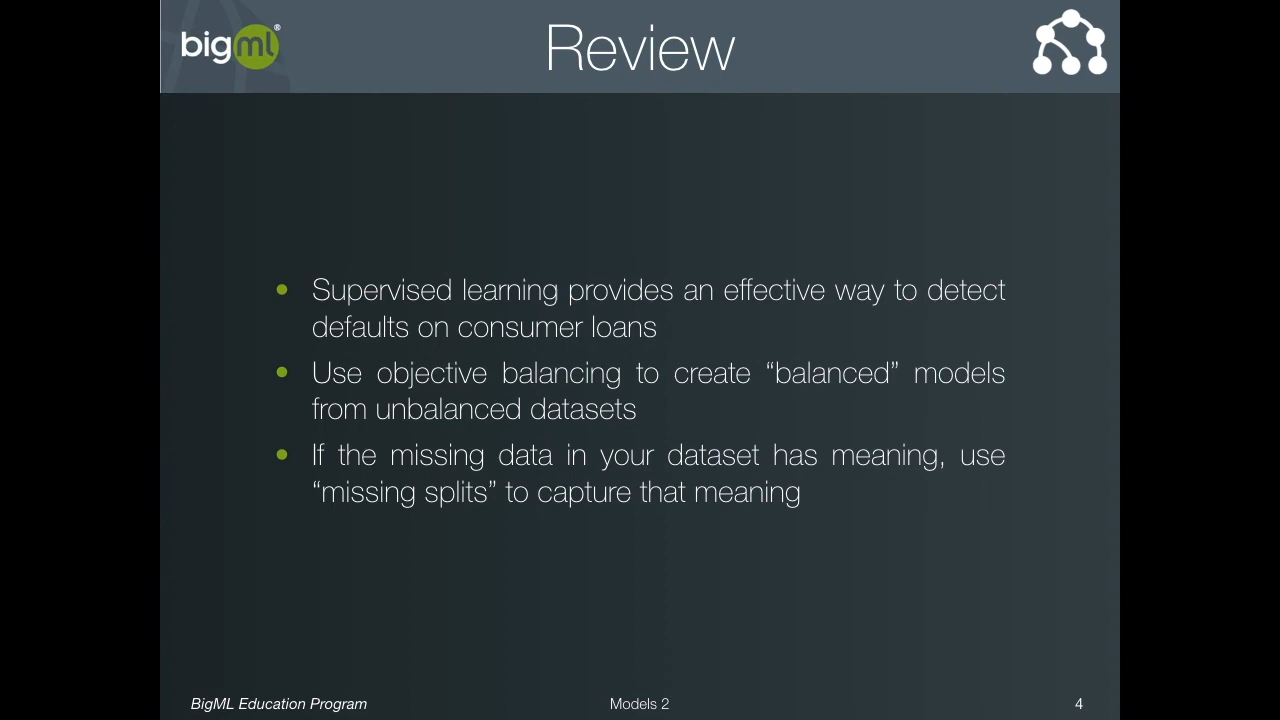 bigml®
Review
• Supervised learning provides an effective way to detect
defaults on consumer loans
• Use objective balancing to create “balanced” models
from unbalanced datasets
• If the missing data in your dataset has meaning, use
“missing splits” to capture that meaning
BigML Education Program
Models 2
4